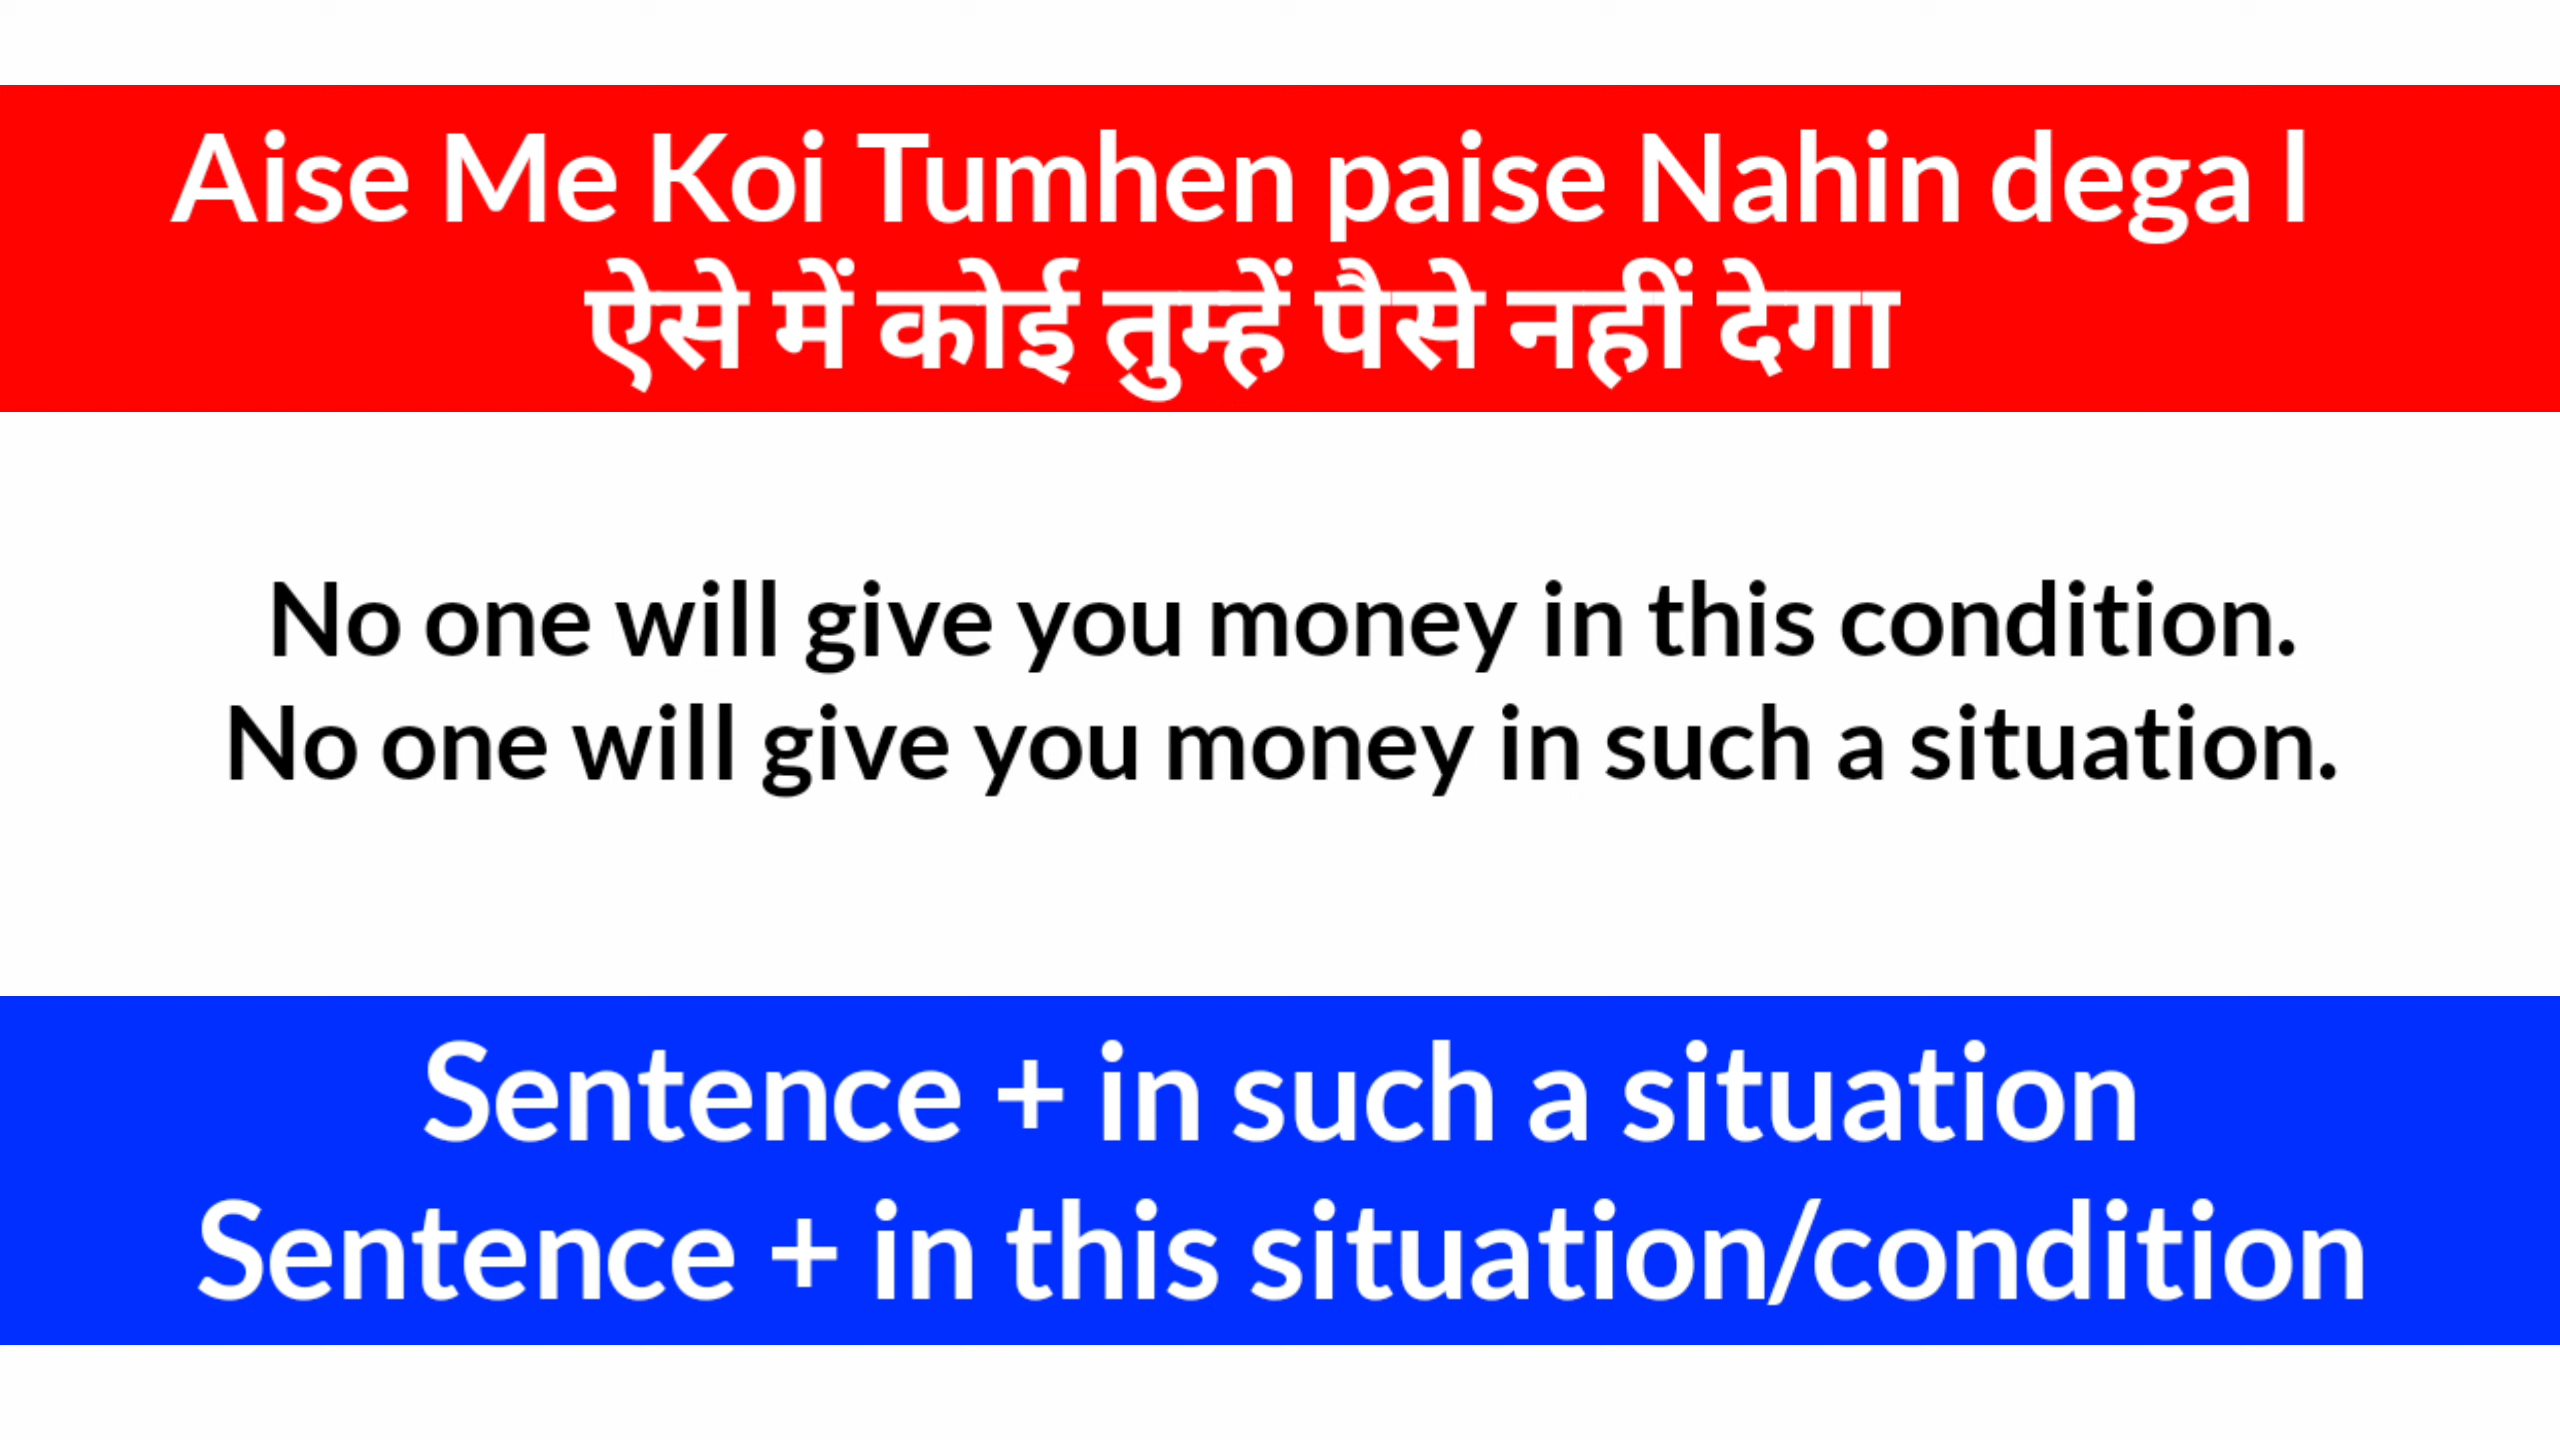 Aise Me Koi Tumhen paise Nahin dega l
ऐसे में कोई तुम्हें पैसे नहीं देगा
No one will give you money in this condition.
No one will give you money in such a situation.
Sentence + in such a situation
Sentence + in this situation/condition